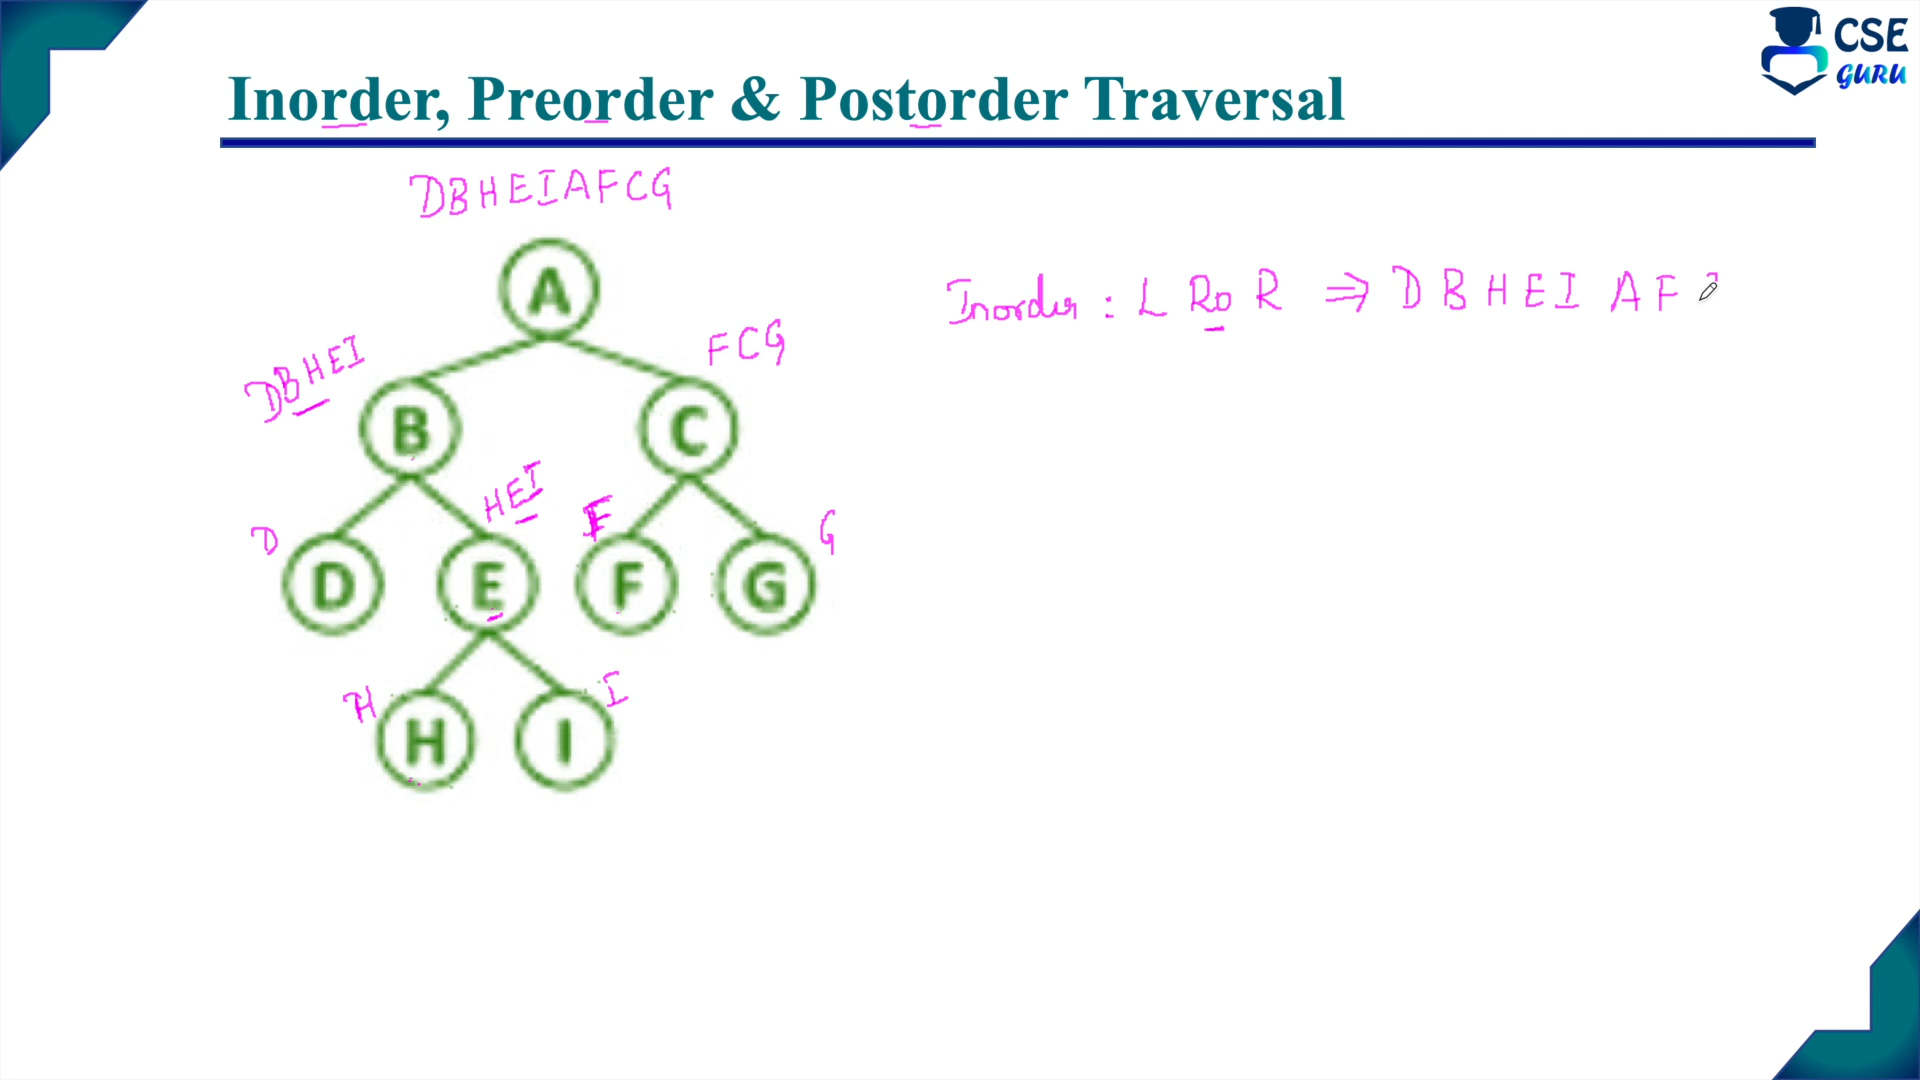 CSE
GURU
Inorder, Preorder & Postorder Traversal
DBHEIAFCG
Inorder : L Ro R ⇒ D B H E I A F
A
DBHEI
FCG
B
C
HEI
F
D
G
D
E
F
G
H
I
H
I